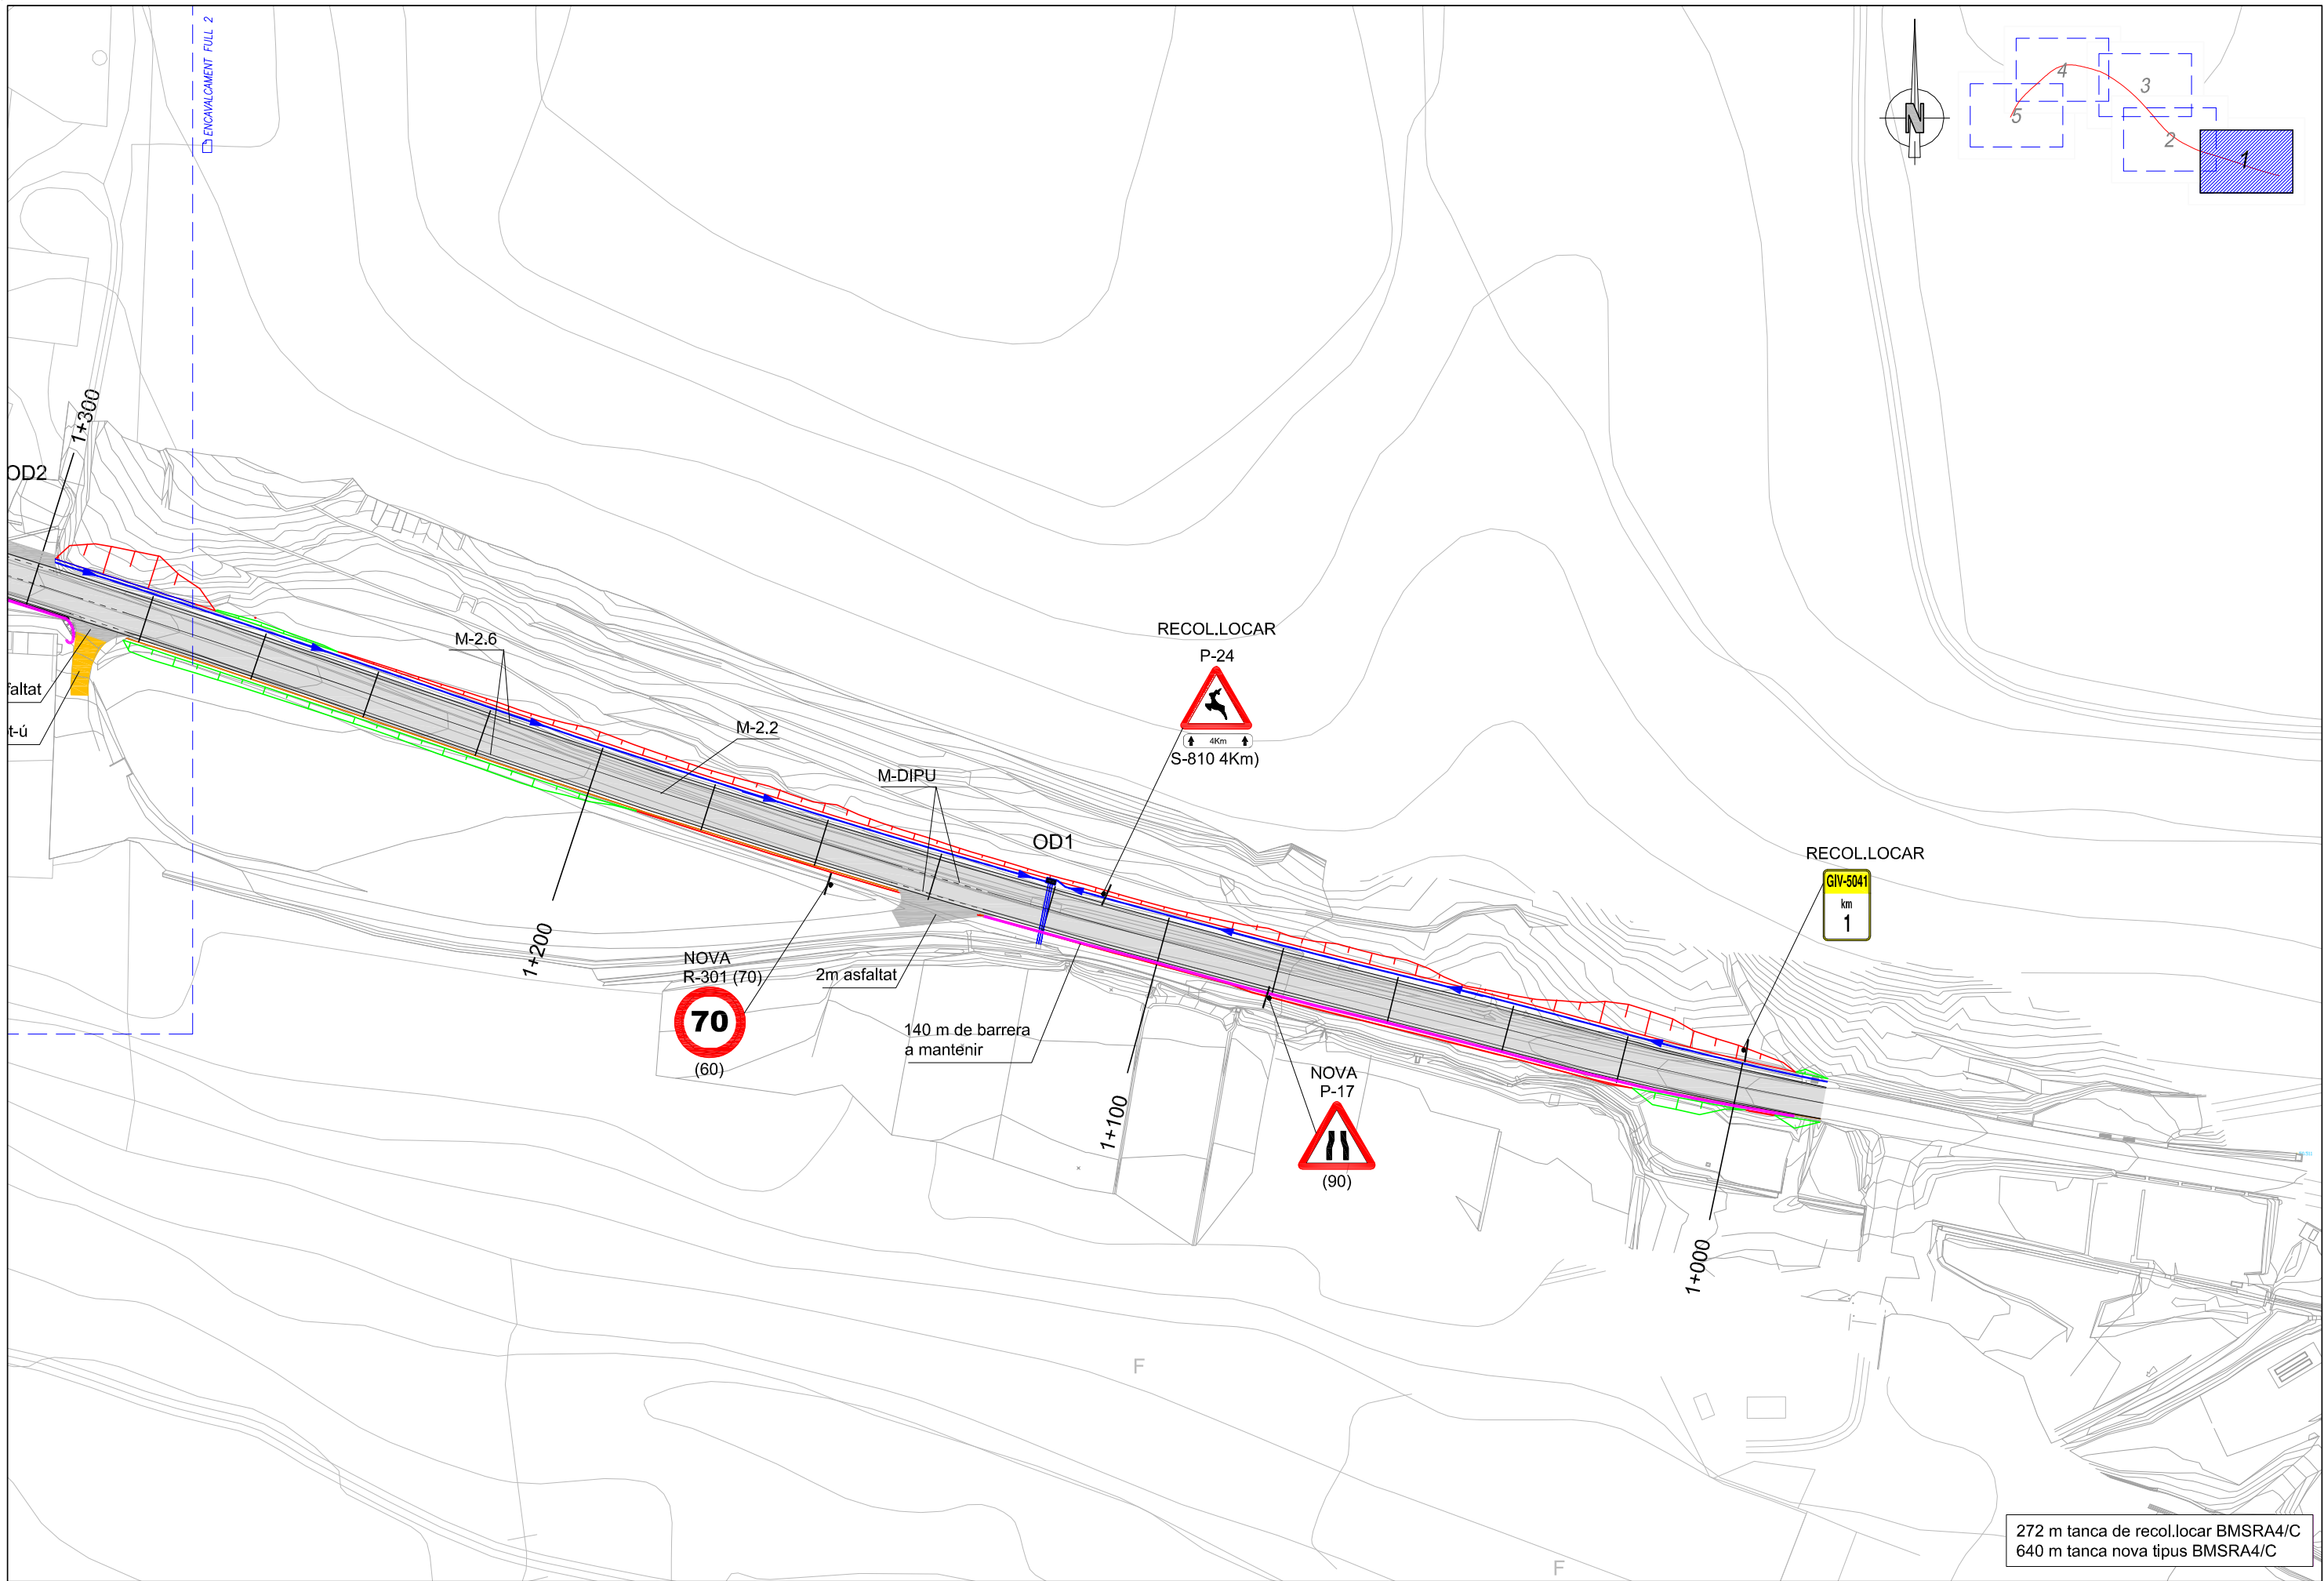 ENCAVALCAMENT FULL 2
N
4
3
5
2
1
1+300
OD2
M-2.6
M-2.2
M-DIPU
OD1
RECOL.LOCAR
P-24
4Km
S-810 4Km)
RECOL.LOCAR
GIV-5041
km
1
faltat
t-ú
1+200
NOVA
R-301 (70)
70
(60)
2m asfaltat
140 m de barrera
a mantenir
1+100
NOVA
P-17
(90)
1+000
F
F
272 m tanca de recol.locar BMSRA4/C
640 m tanca nova tipus BMSRA4/C